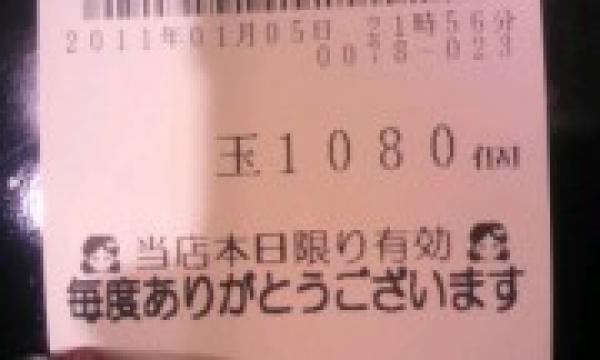 2011年01月05日 21時56分
0078-023
玉1080個
当店本日限り有効
毎度ありがとうございます